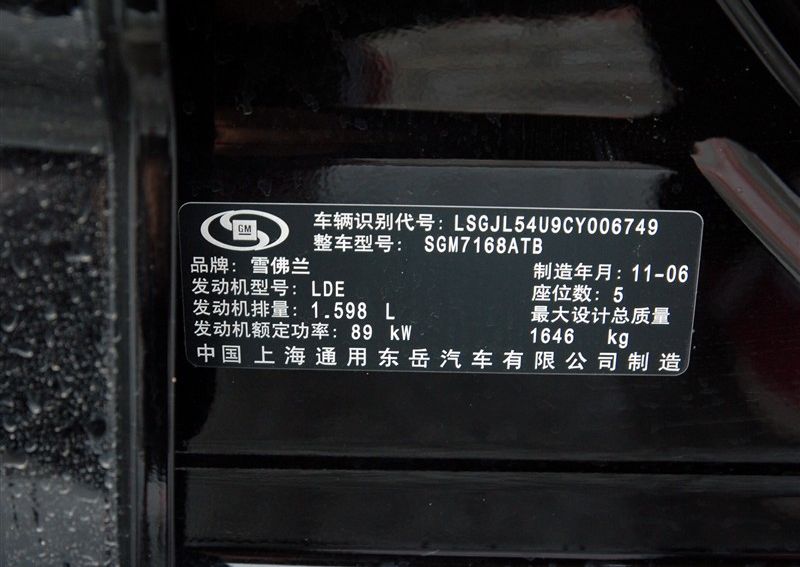 GM
车辆识别代号: LSGJL54U9CY006749
整车型号: SGM7168ATB
品牌: 雪佛兰 制造年月: 11-06
发动机型号: LDE 座位数: 5
发动机排量: 1.598 L 最大设计总质量
发动机额定功率: 89 kW 1646 kg
中国上海通用东岳汽车有限公司制造